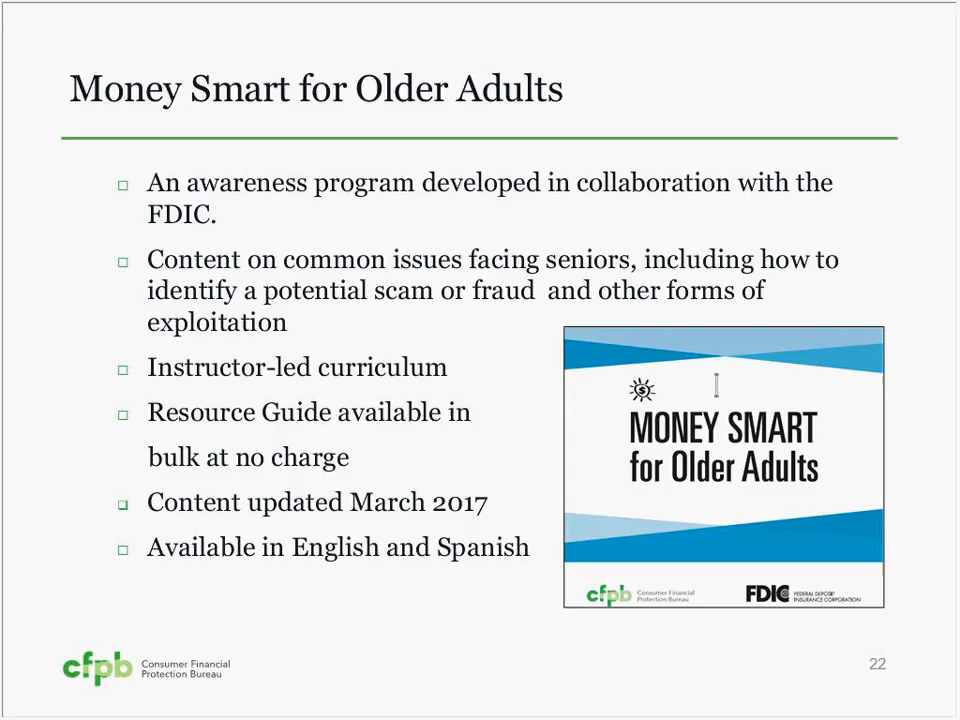 Money Smart for Older Adults
An awareness program developed in collaboration with the
FDIC.
Content on common issues facing seniors, including how to
identify a potential scam or fraud  and other forms of
exploitation
Instructor-led curriculum
Resource Guide available in
bulk at no charge
Content updated March 2017
Available in English and Spanish
$
MONEY SMART
for Older Adults
cfpb Consumer Financial
Protection Bureau
FDIC FEDERAL DEPOSIT
INSURANCE CORPORATION
cfpb Consumer Financial
Protection Bureau
22